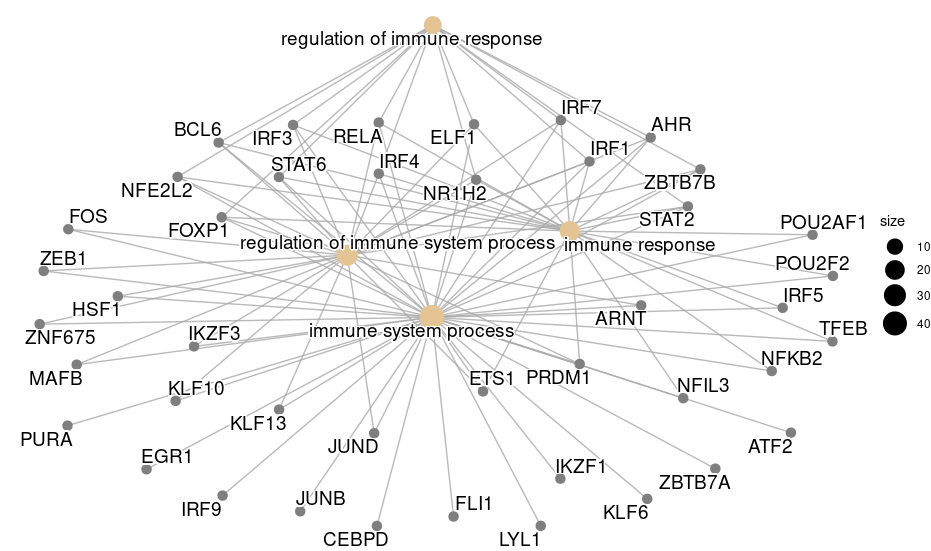 regulation of immune response
IRF7
BCL6
IRF3
RELA
ELF1
AHR
STAT6
IRF4
IRF1
NFE2L2
NR1H2
ZBTB7B
FOS
FOXP1
STAT2
POU2AF1
size
regulation of immune system process
immune response
10
ZEB1
POU2F2
20
HSF1
IRF5
30
ARNT
ZNF675
IKZF3
immune system process
TFEB
40
MAFB
ETS1
PRDM1
NFKB2
KLF10
NFIL3
KLF13
PURA
JUND
ATF2
EGR1
IKZF1
ZBTB7A
IRF9
JUNB
FLI1
KLF6
CEBPD
LYL1